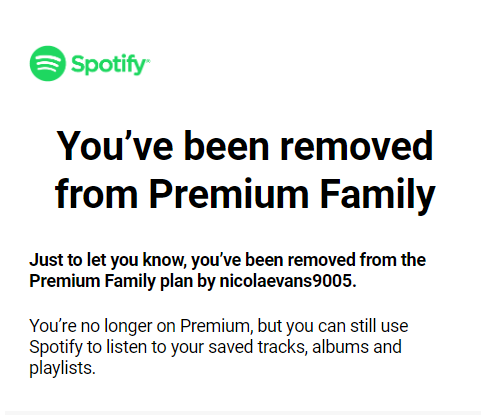 Spotify
You’ve been removed
from Premium Family
Just to let you know, you’ve been removed from the
Premium Family plan by nicolaevans9005.
You’re no longer on Premium, but you can still use
Spotify to listen to your saved tracks, albums and
playlists.